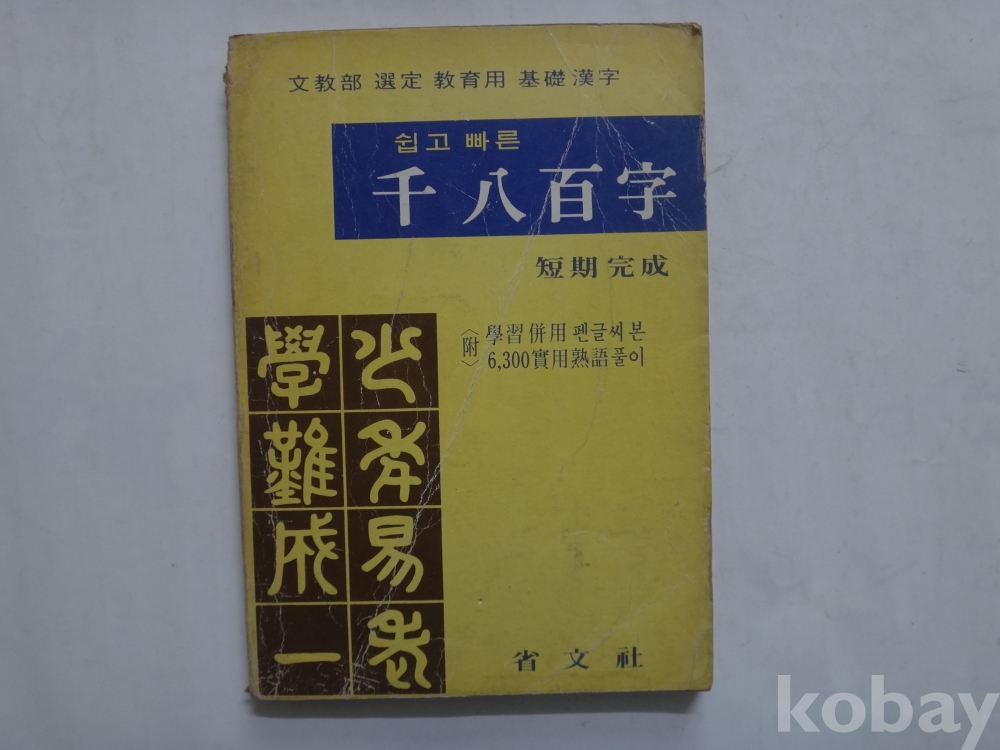 文教部 選定 教育用 基礎漢字
쉽고 빠른
千八百字
短期完成
〈附〉
學習併用 펜글씨본
6,300實用熟語풀이
少年易老
學難成一
省文社
kobay